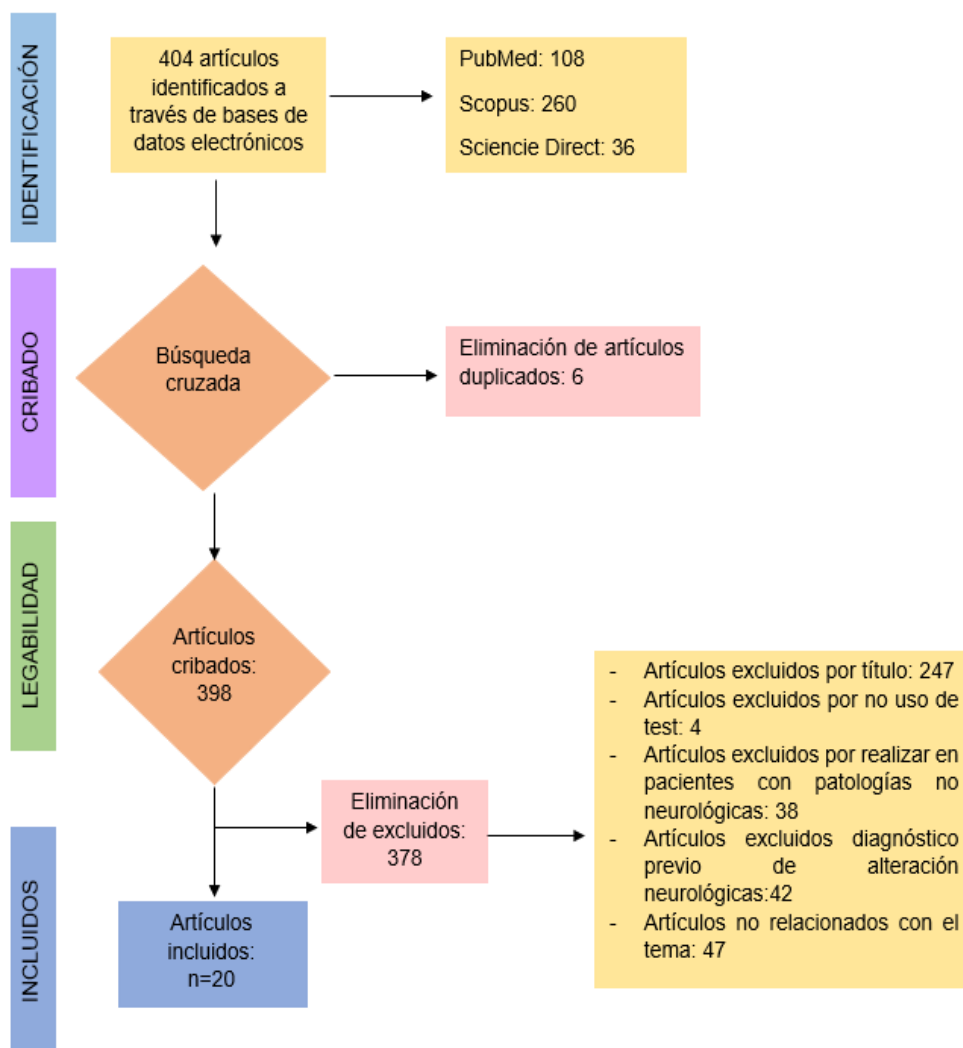 IDENTIFICACIÓN
404 artículos
identificados a
través de bases de
datos electrónicos
PubMed: 108
Scopus: 260
Sciencie Direct: 36
CRIBADO
Búsqueda
cruzada
Eliminación de artículos
duplicados: 6
LEGABILIDAD
Artículos
cribados:
398
Eliminación
de excluidos:
378
- Artículos excluidos por título: 247
- Artículos excluidos por no uso de
test: 4
- Artículos excluidos por realizar en
pacientes con patologías no
neurológicas: 38
- Artículos excluidos diagnóstico
previo de alteración
neurológicas:42
- Artículos no relacionados con el
tema: 47
INCLUIDOS
Artículos
incluidos:
n=20